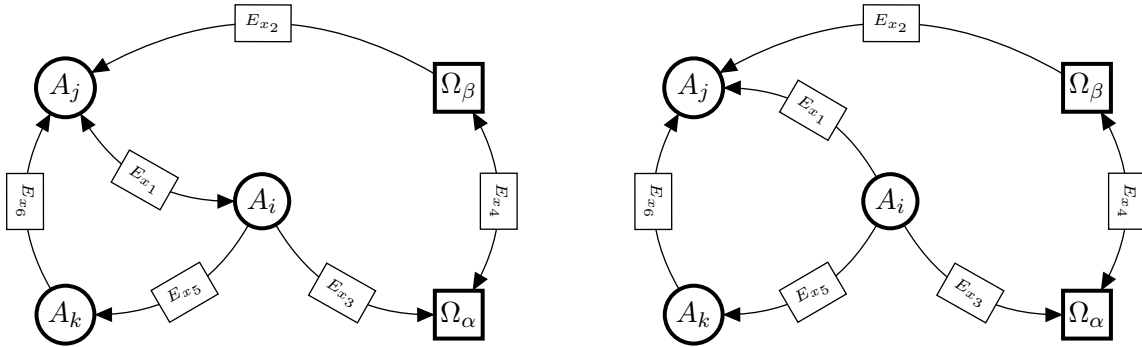 E_{x_2}
A_j
Ω_β
E_{x_1}
E_{x_6}
A_i
E_{x_4}
E_{x_5}
E_{x_3}
A_k
Ω_α
E_{x_2}
A_j
Ω_β
E_{x_1}
E_{x_6}
A_i
E_{x_4}
E_{x_5}
E_{x_3}
A_k
Ω_α